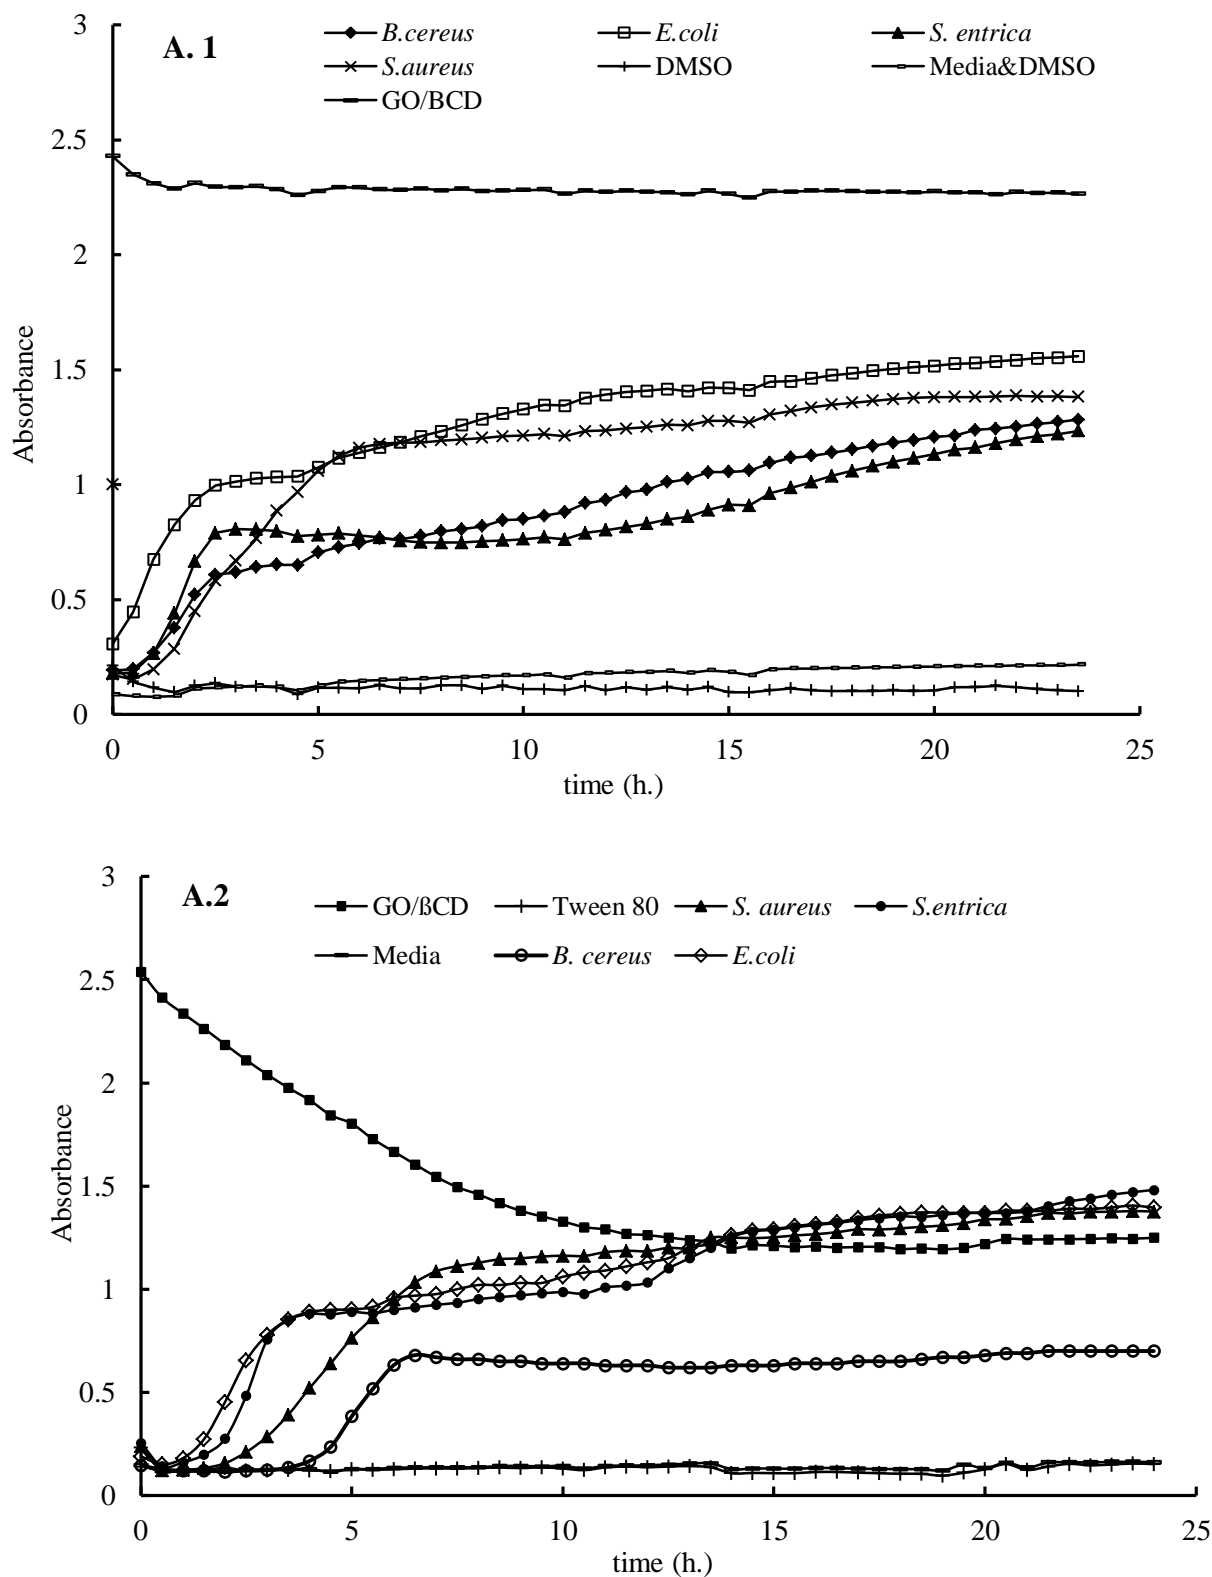 A. 1
B.cereus E.coli S. entrica
S.aureus DMSO Media&DMSO
GO/BCD
3
2.5
2
1.5
1
0.5
0
Absorbance
0 5 10 15 20 25
time (h.)
A.2
GO/ßCD Tween 80 S. aureus S.entrica
Media B. cereus E.coli
3
2.5
2
1.5
1
0.5
0
Absorbance
0 5 10 15 20 25
time (h.)